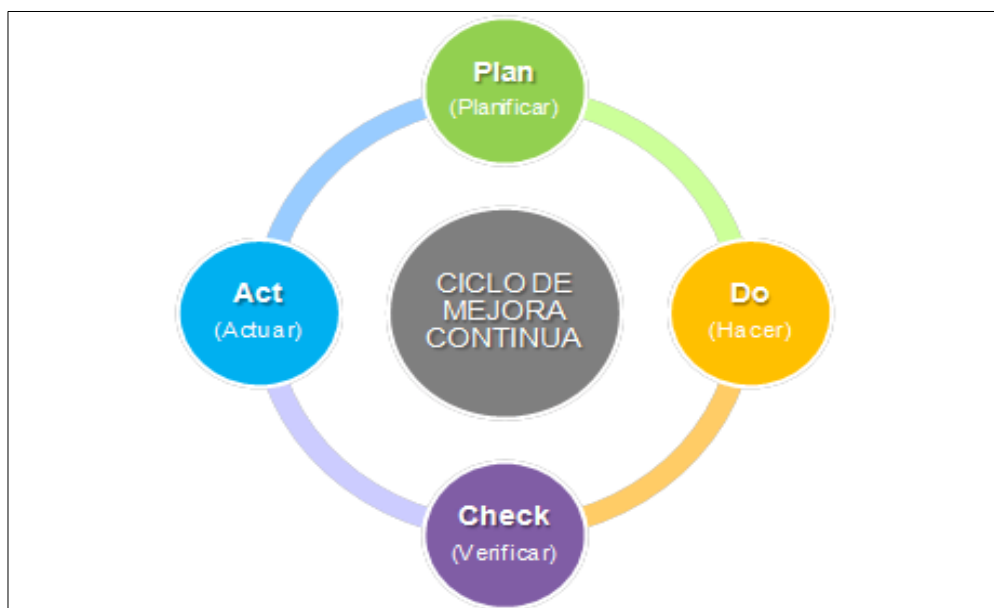 Plan
(Planificar)
Act
(Actuar)
CICLO DE
MEJORA
CONTINUA
Do
(Hacer)
Check
(Verificar)